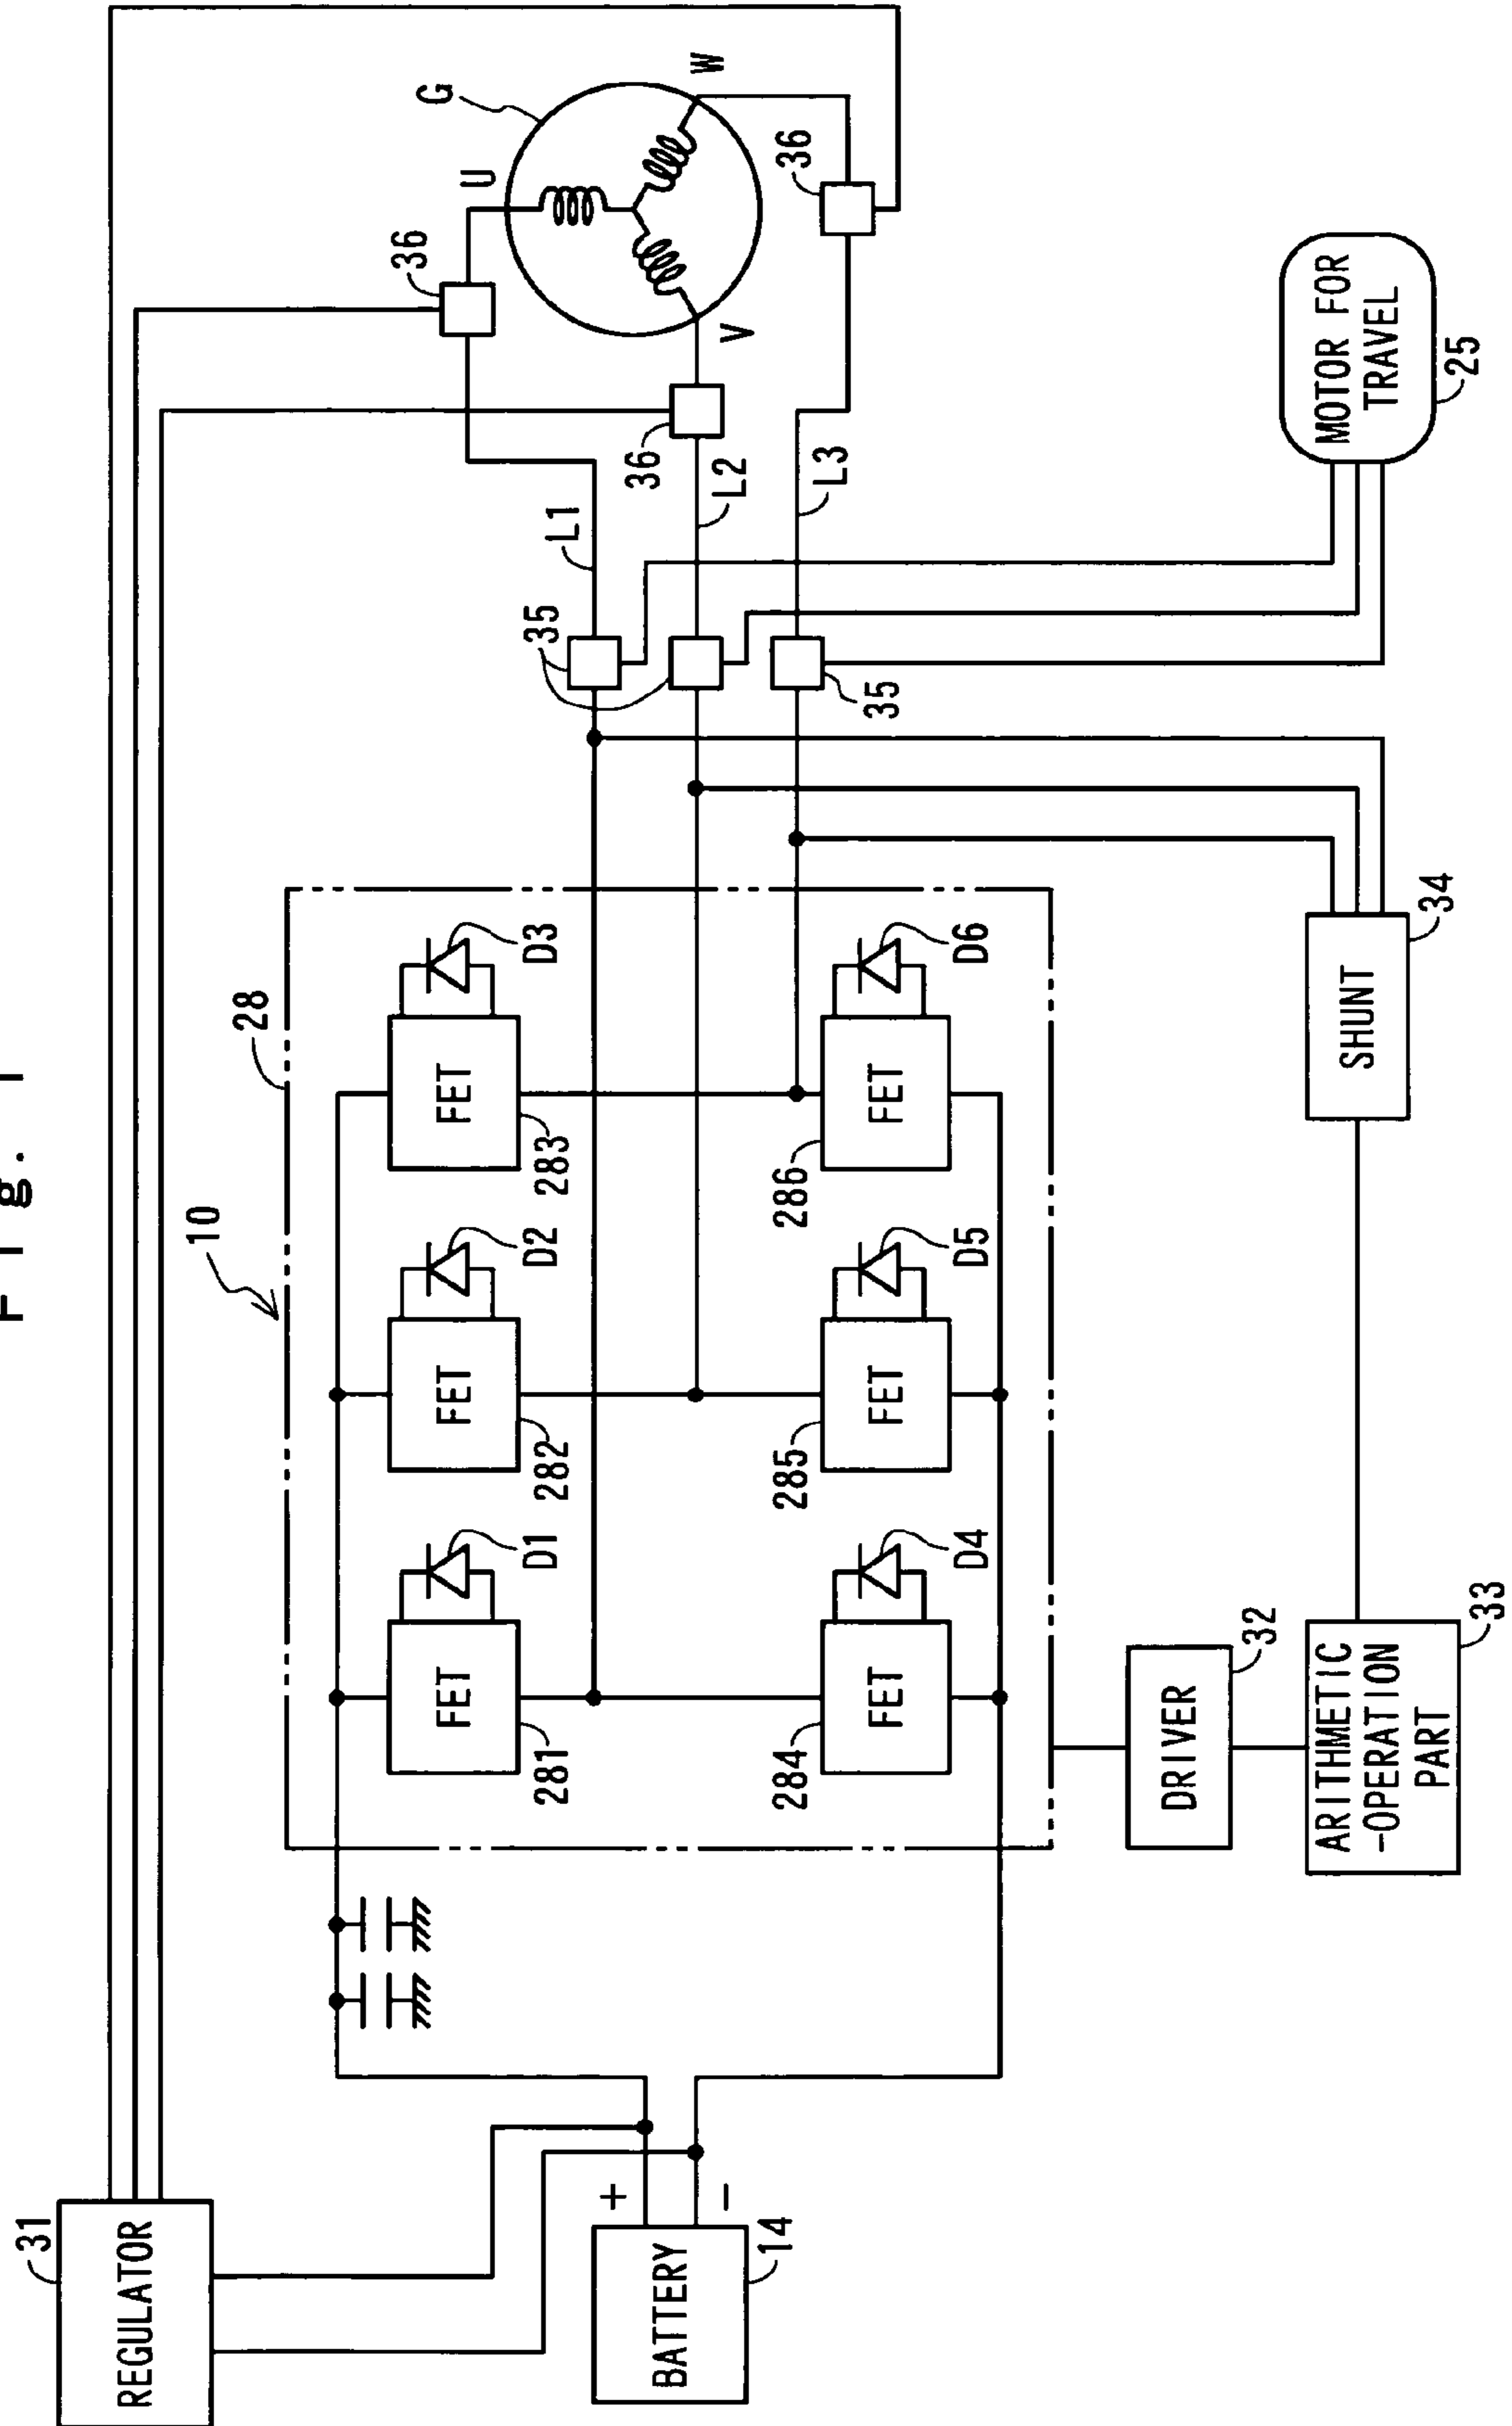 Fig. 1
31
REGULATOR
10
28
G
U
W
V
36
36
36
FET
D1
281
FET
D2
282
FET
D3
283
L1
L2
L3
35
35
+
-
BATTERY
14
284
FET
D4
285
FET
D5
286
FET
D6
DRIVER
32
ARITHMETIC
-OPERATION
PART
33
SHUNT
34
MOTOR FOR
TRAVEL
25